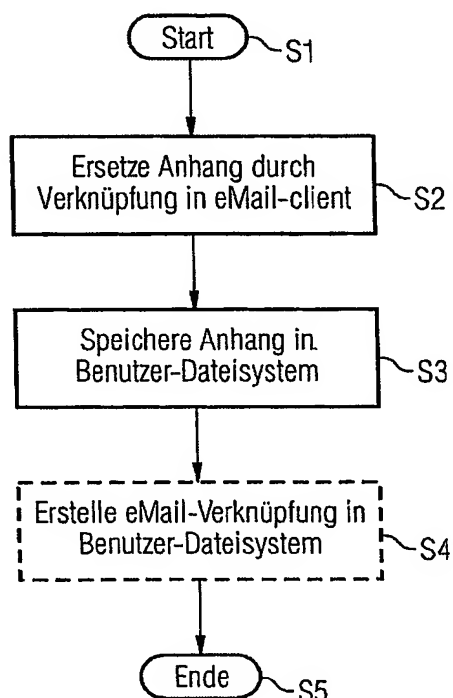 Start
S1
Ersetze Anhang durch
Verknüpfung in eMail-client
S2
Speichere Anhang in
Benutzer-Dateisystem
S3
Erstelle eMail-Verknüpfung in
Benutzer-Dateisystem
S4
Ende
S5